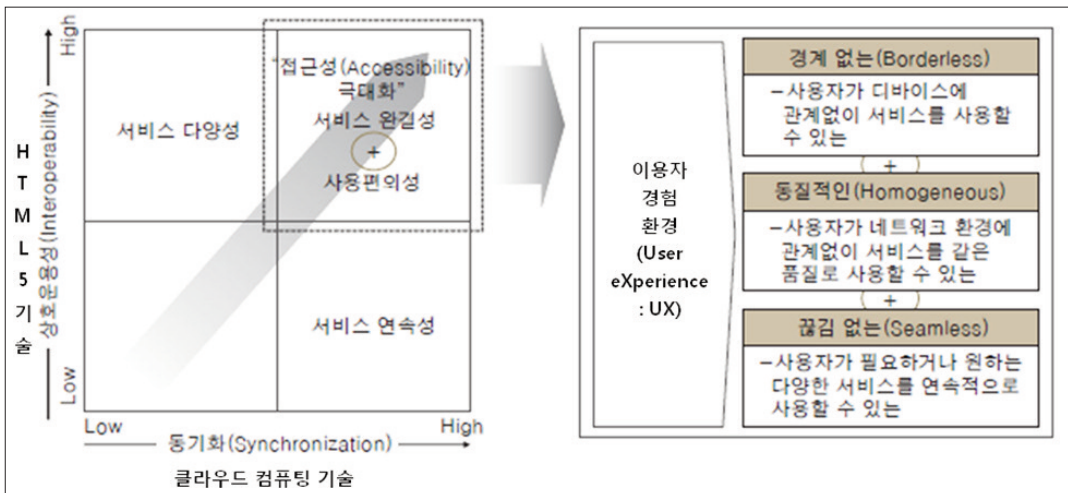 HTML5기술
상호운용성(Interoperability)
High
Low
“접근성(Accessibility)
극대화”
서비스 다양성
서비스 완길성
+
사용편의성
서비스 연속성
Low
High
동기화(Synchronization)
클라우드 컴퓨팅 기술
이용자
경험
환경
(User
eXperience
: UX)
경계 없는(Borderless)
–사용자가 디바이스에
관계없이 서비스를 사용할
수 있는
+
동질적인(Homogeneous)
–사용자가 네트워크 환경에
관계없이 서비스를 같은
품질로 사용할 수 있는
+
끊김 없는(Seamless)
–사용자가 필요하거나 원하는
다양한 서비스를 연속적으로
사용할 수 있는